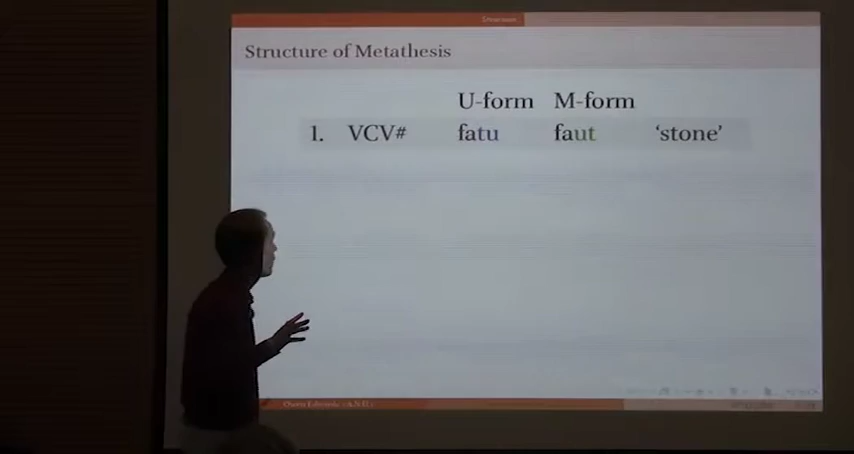 Structure of Metathesis
U-form M-form
1. VCV# fatu faut ‘stone’